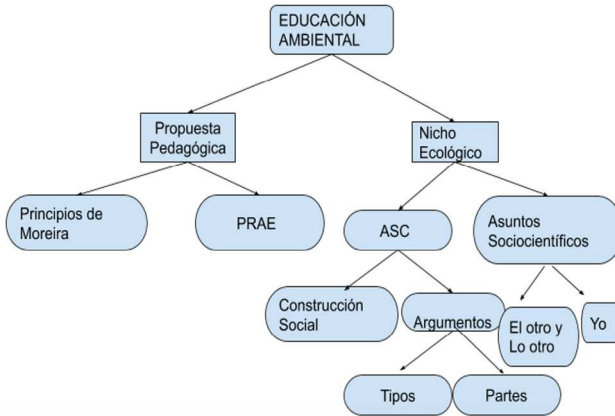 EDUCACIÓN
AMBIENTAL
Propuesta
Pedagógica
Nicho
Ecológico
Principios de
Moreira
PRAE
ASC
Asuntos
Sociocientíficos
Construcción
Social
Argumentos
El otro y
Lo otro
Yo
Tipos
Partes